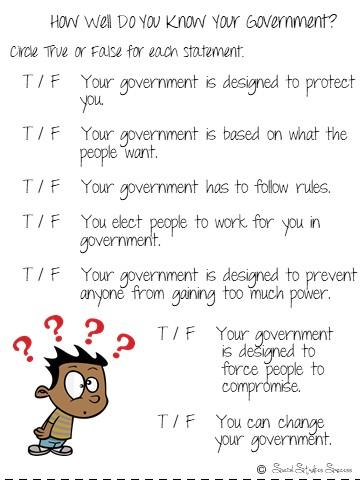 How Well Do You Know Your Government?
Circle True or False for each statement.
T / F Your government is designed to protect
you.
T / F Your government is based on what the
people want.
T / F Your government has to follow rules.
T / F You elect people to work for you in
government.
T / F Your government is designed to prevent
anyone from gaining too much power.
? ? ? ?
T / F Your government
is designed to
force people to
compromise.
T / F You can change
your government.
© Social Studies Success